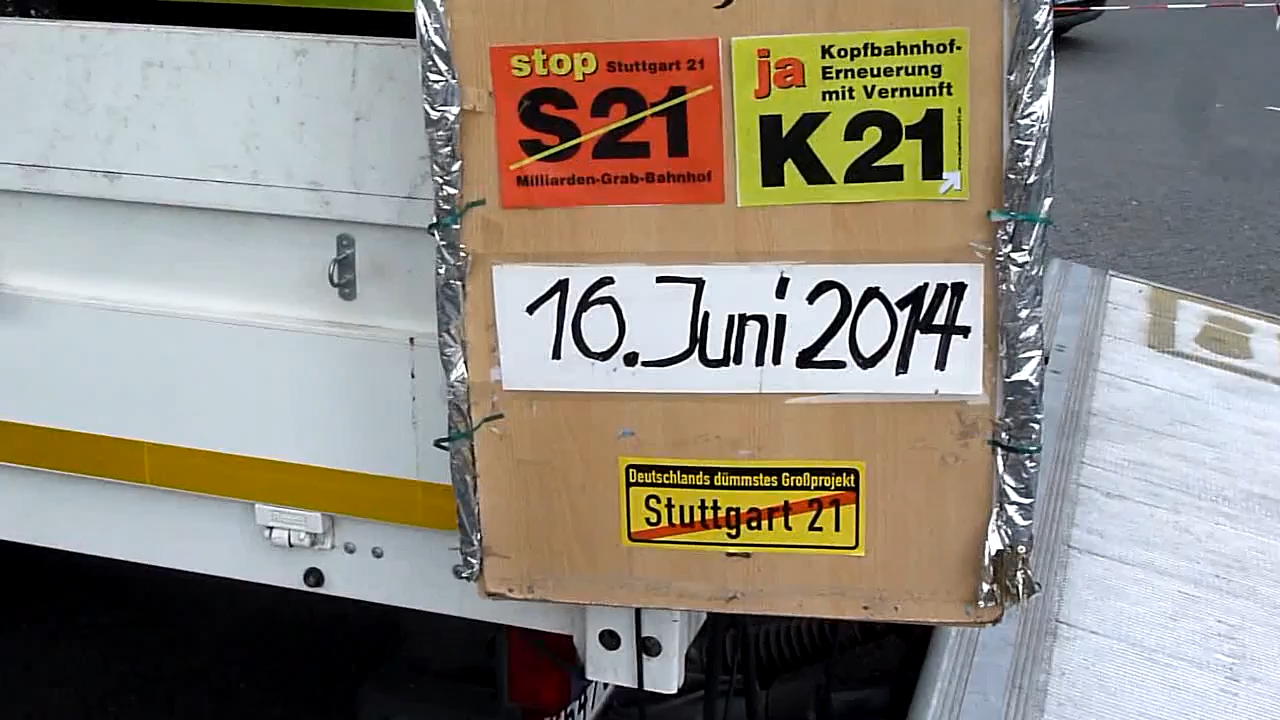 stop Stuttgart 21
S21
Milliarden-Grab-Bahnhof
ja
Kopfbahnhof-
Erneuerung
mit Vernunft
K21
16. Juni 2014
Deutschlands dümmstes Großprojekt
Stuttgart 21